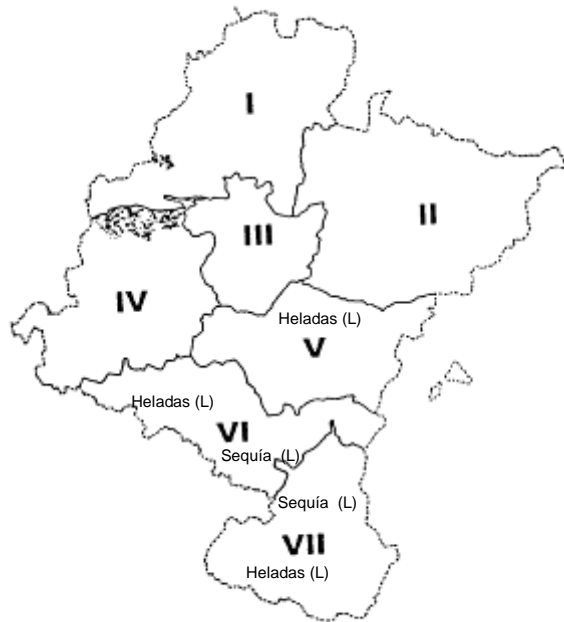 I
II
III
IV
Heladas (L)
V
Heladas (L)
VI
Sequía (L)
Sequía (L)
VII
Heladas (L)